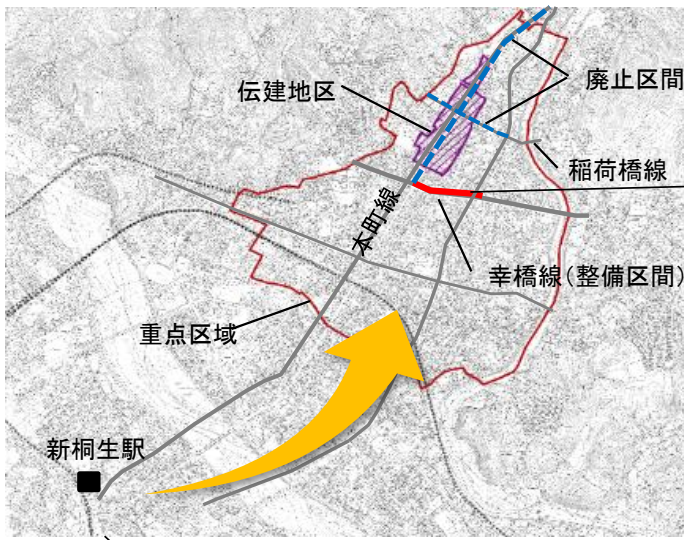 伝建地区
廃止区間
稲荷橋線
本町線
幸橋線(整備区間)
重点区域
新桐生駅